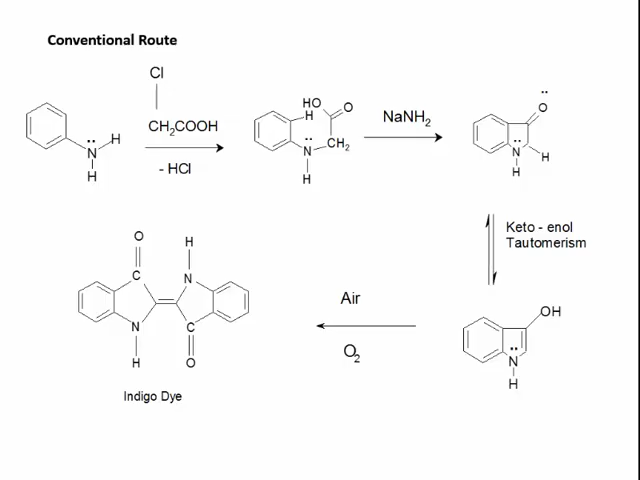 Conventional Route
Cl
CH2COOH
- HCl
N
H
H
HO
O
H
CH2
N
H
NaNH2
O
N
H
H
Keto - enol
Tautomerism
OH
N
H
Air
O2
O
H
C
N
N
C
H
O
Indigo Dye